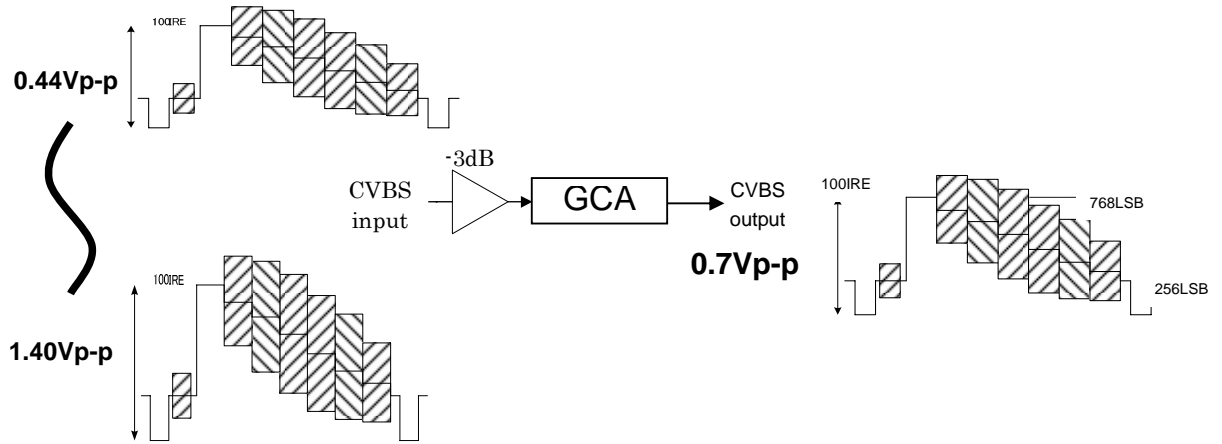 100IRE
0.44Vp-p
-3dB
CVBS
input
GCA
CVBS
output
0.7Vp-p
100IRE
768LSB
256LSB
100IRE
1.40Vp-p